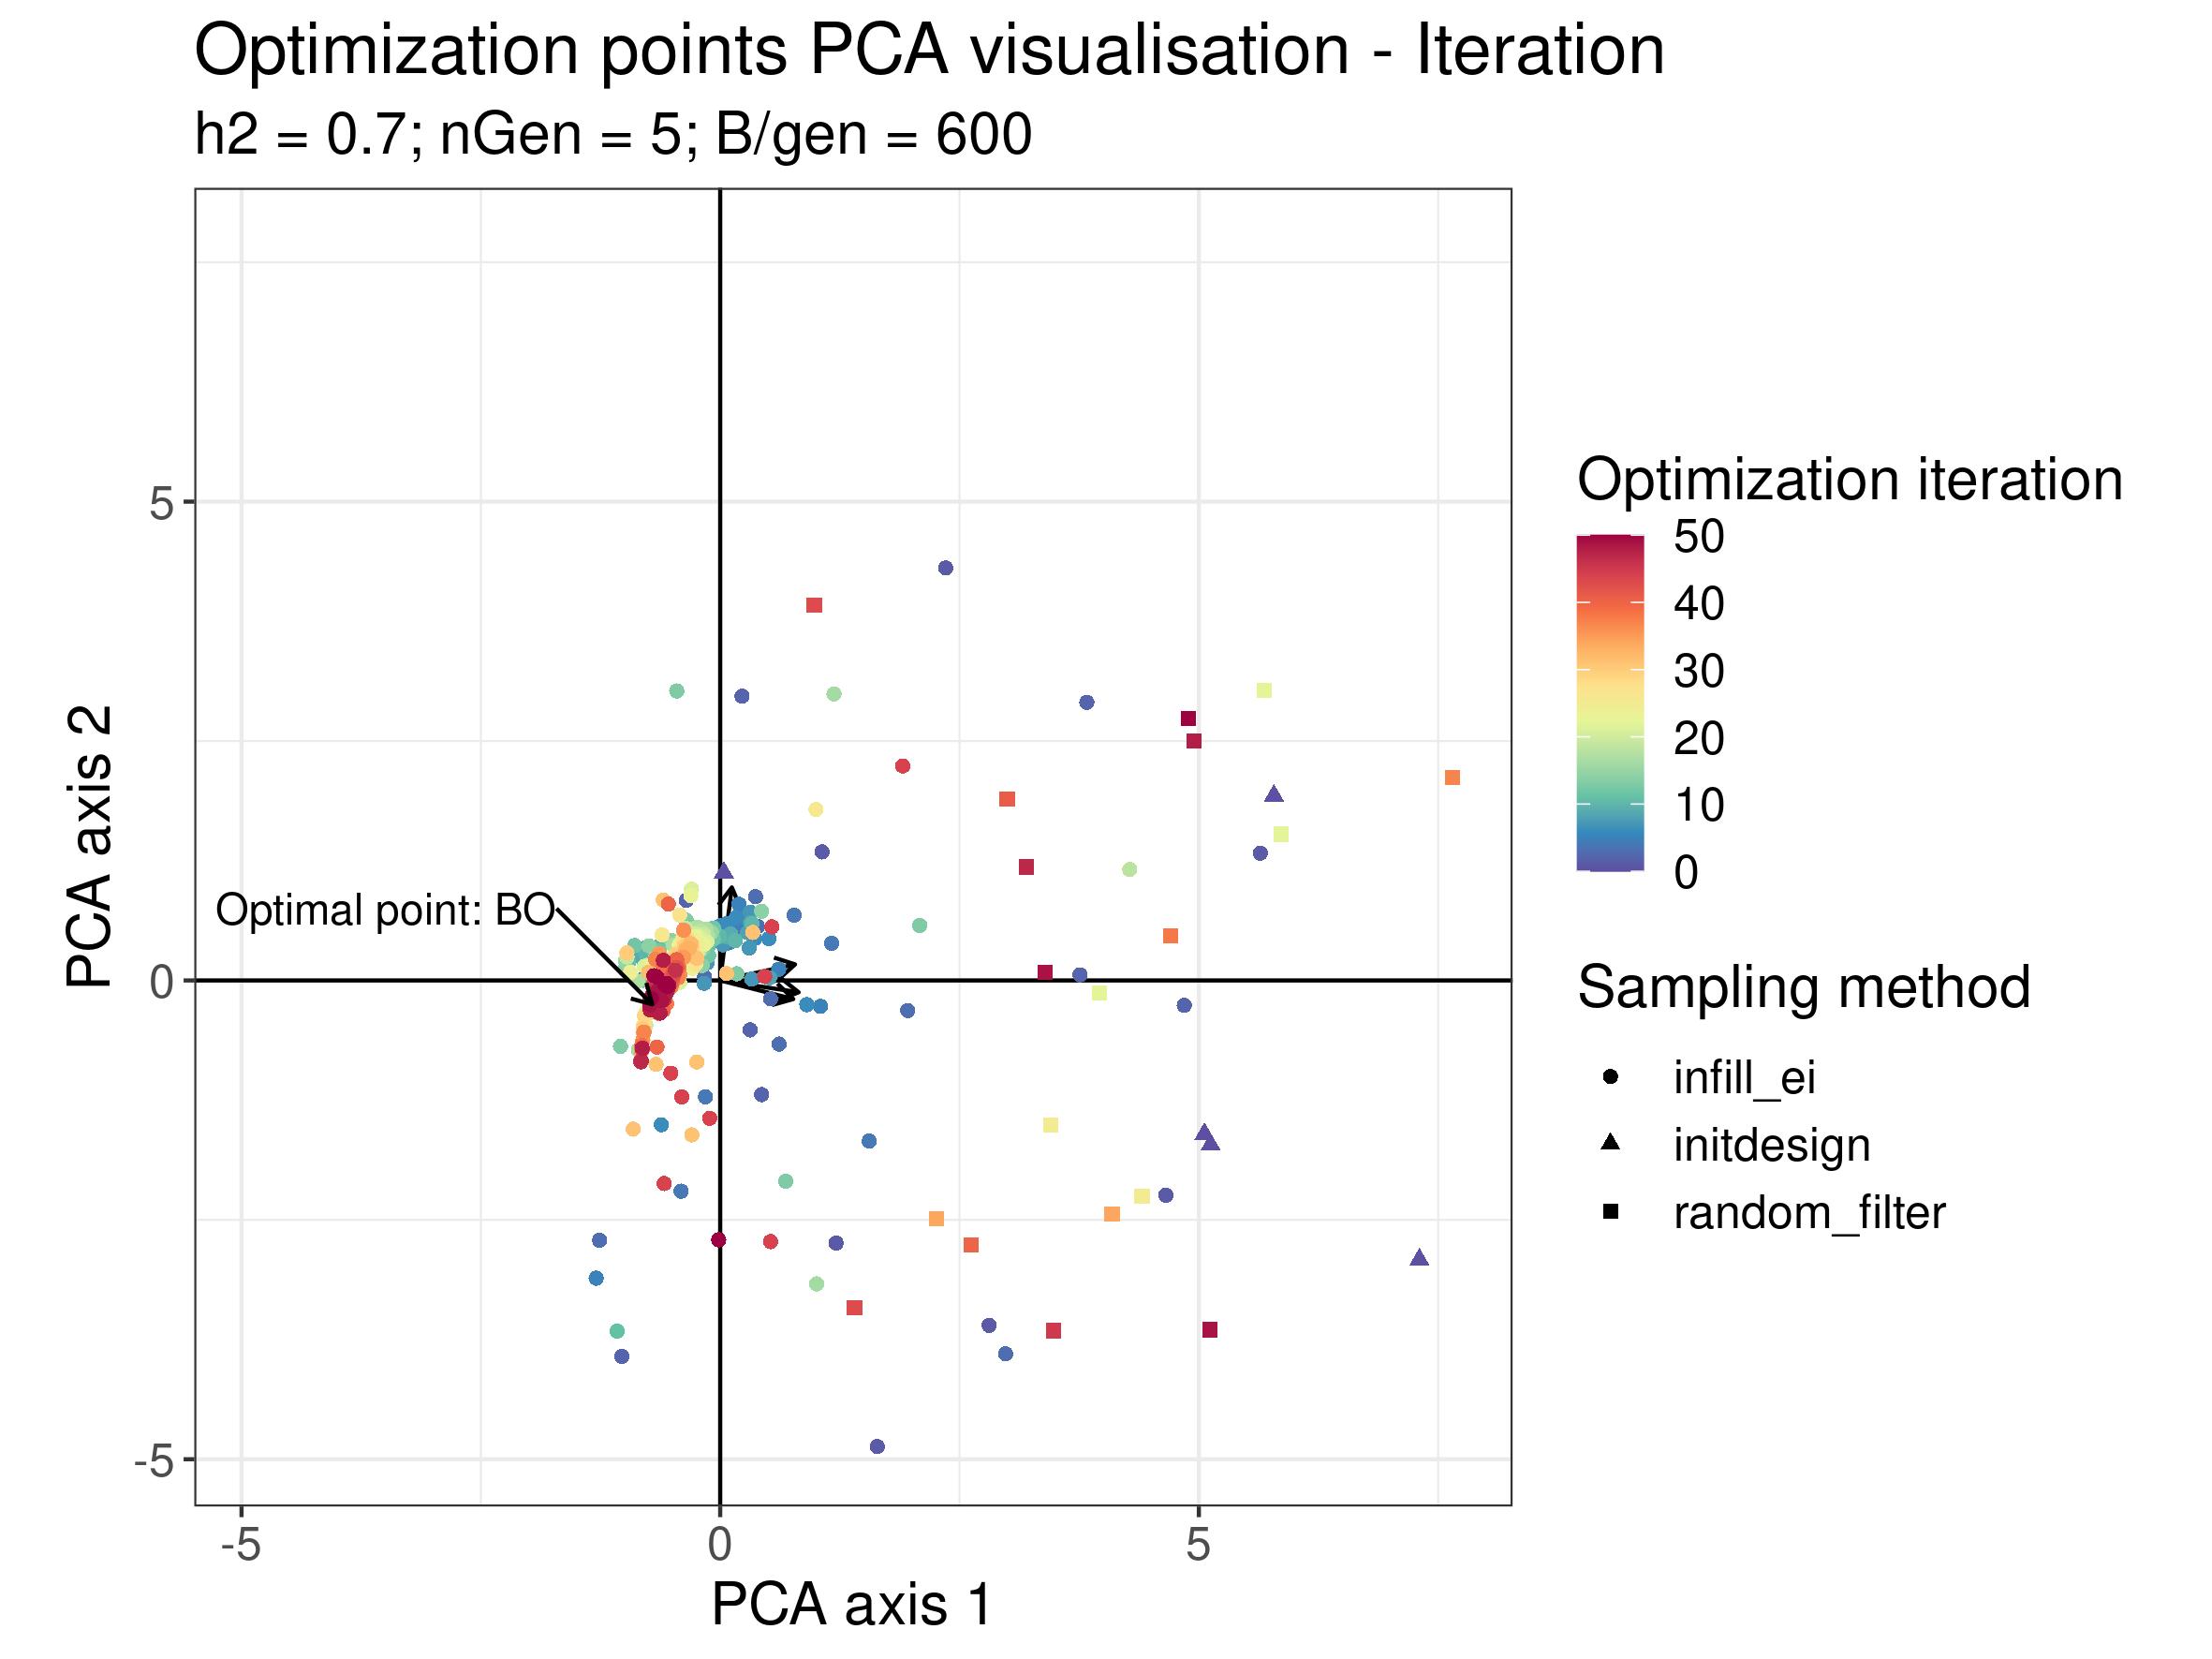 Optimization points PCA visualisation - Iteration
h2 = 0.7; nGen = 5; B/gen = 600
PCA axis 2
5
0
-5
Optimal point: BO
-5
0
5
PCA axis 1
Optimization iteration
50
40
30
20
10
0
Sampling method
infill_ei
initdesign
random_filter